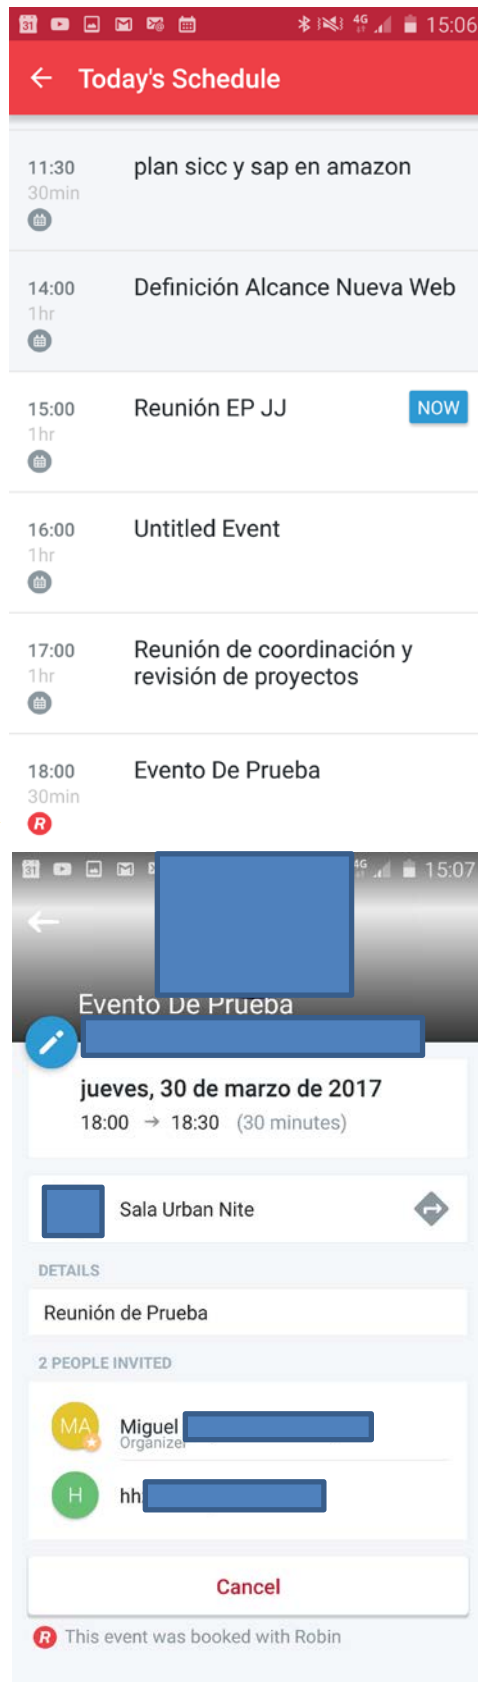 31 15:06
4G
Today's Schedule
11:30 plan sicc y sap en amazon
30min
14:00 Definición Alcance Nueva Web
1hr
15:00 Reunión EP JJ NOW
1hr
16:00 Untitled Event
1hr
17:00 Reunión de coordinación y
1hr revisión de proyectos
18:00 Evento De Prueba
30min
R
31 4G 15:07
Evento De Prueba
jueves, 30 de marzo de 2017
18:00 → 18:30 (30 minutes)
Sala Urban Nite
DETAILS
Reunión de Prueba
2 PEOPLE INVITED
MA Miguel
Organizer
H hh
Cancel
R This event was booked with Robin